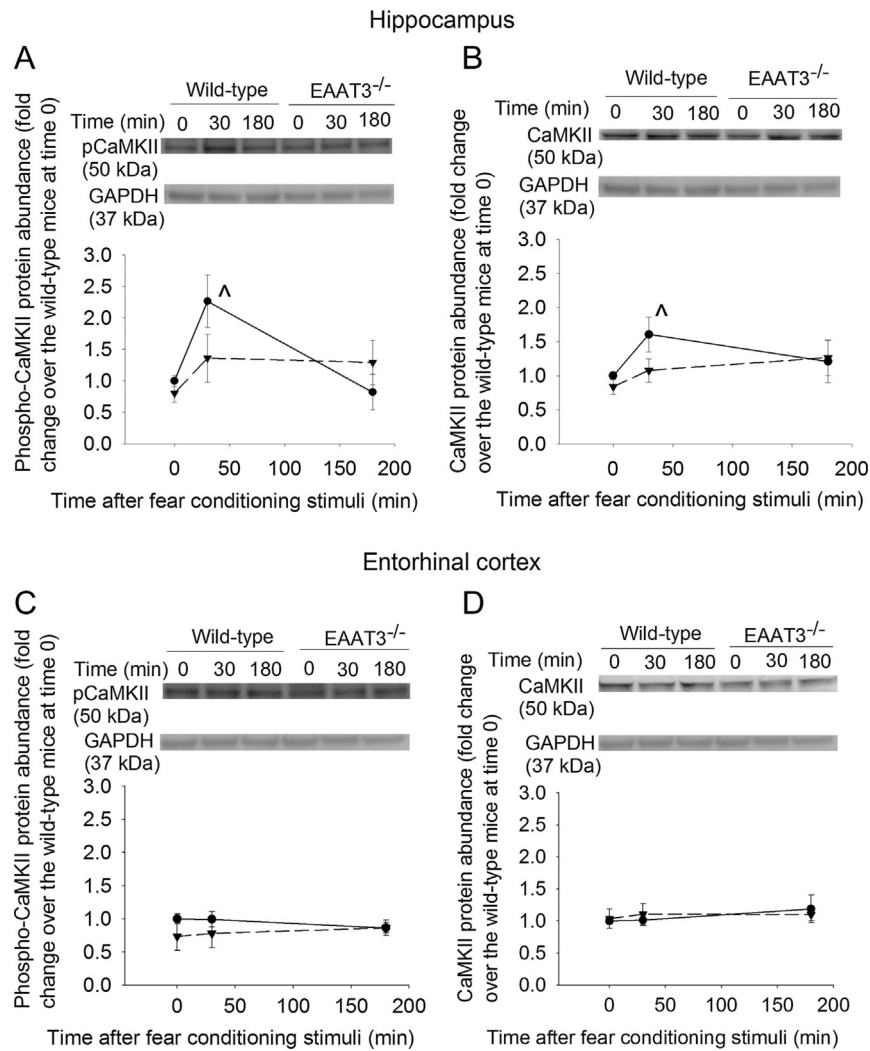 Hippocampus
A
Wild-type EAAT3-/-
Time (min) 0 30 180 0 30 180
pCaMKII
(50 kDa)
GAPDH
(37 kDa)
Phospho-CaMKII protein abundance (fold
change over the wild-type mice at time 0)
3.0
2.5
2.0
1.5
1.0
0.5
0.0
^
0 50 100 150 200
Time after fear conditioning stimuli (min)
B
Wild-type EAAT3-/-
Time (min) 0 30 180 0 30 180
CaMKII
(50 kDa)
GAPDH
(37 kDa)
CaMKII protein abundance (fold change
over the wild-type mice at time 0)
3.0
2.5
2.0
1.5
1.0
0.5
0.0
^
0 50 100 150 200
Time after fear conditioning stimuli (min)
Entorhinal cortex
C
Wild-type EAAT3-/-
Time (min) 0 30 180 0 30 180
pCaMKII
(50 kDa)
GAPDH
(37 kDa)
Phospho-CaMKII protein abundance (fold
change over the wild-type mice at time 0)
3.0
2.5
2.0
1.5
1.0
0.5
0.0
0 50 100 150 200
Time after fear conditioning stimuli (min)
D
Wild-type EAAT3-/-
Time (min) 0 30 180 0 30 180
CaMKII
(50 kDa)
GAPDH
(37 kDa)
CaMKII protein abundance (fold change
over the wild-type mice at time 0)
3.0
2.5
2.0
1.5
1.0
0.5
0.0
0 50 100 150 200
Time after fear conditioning stimuli (min)